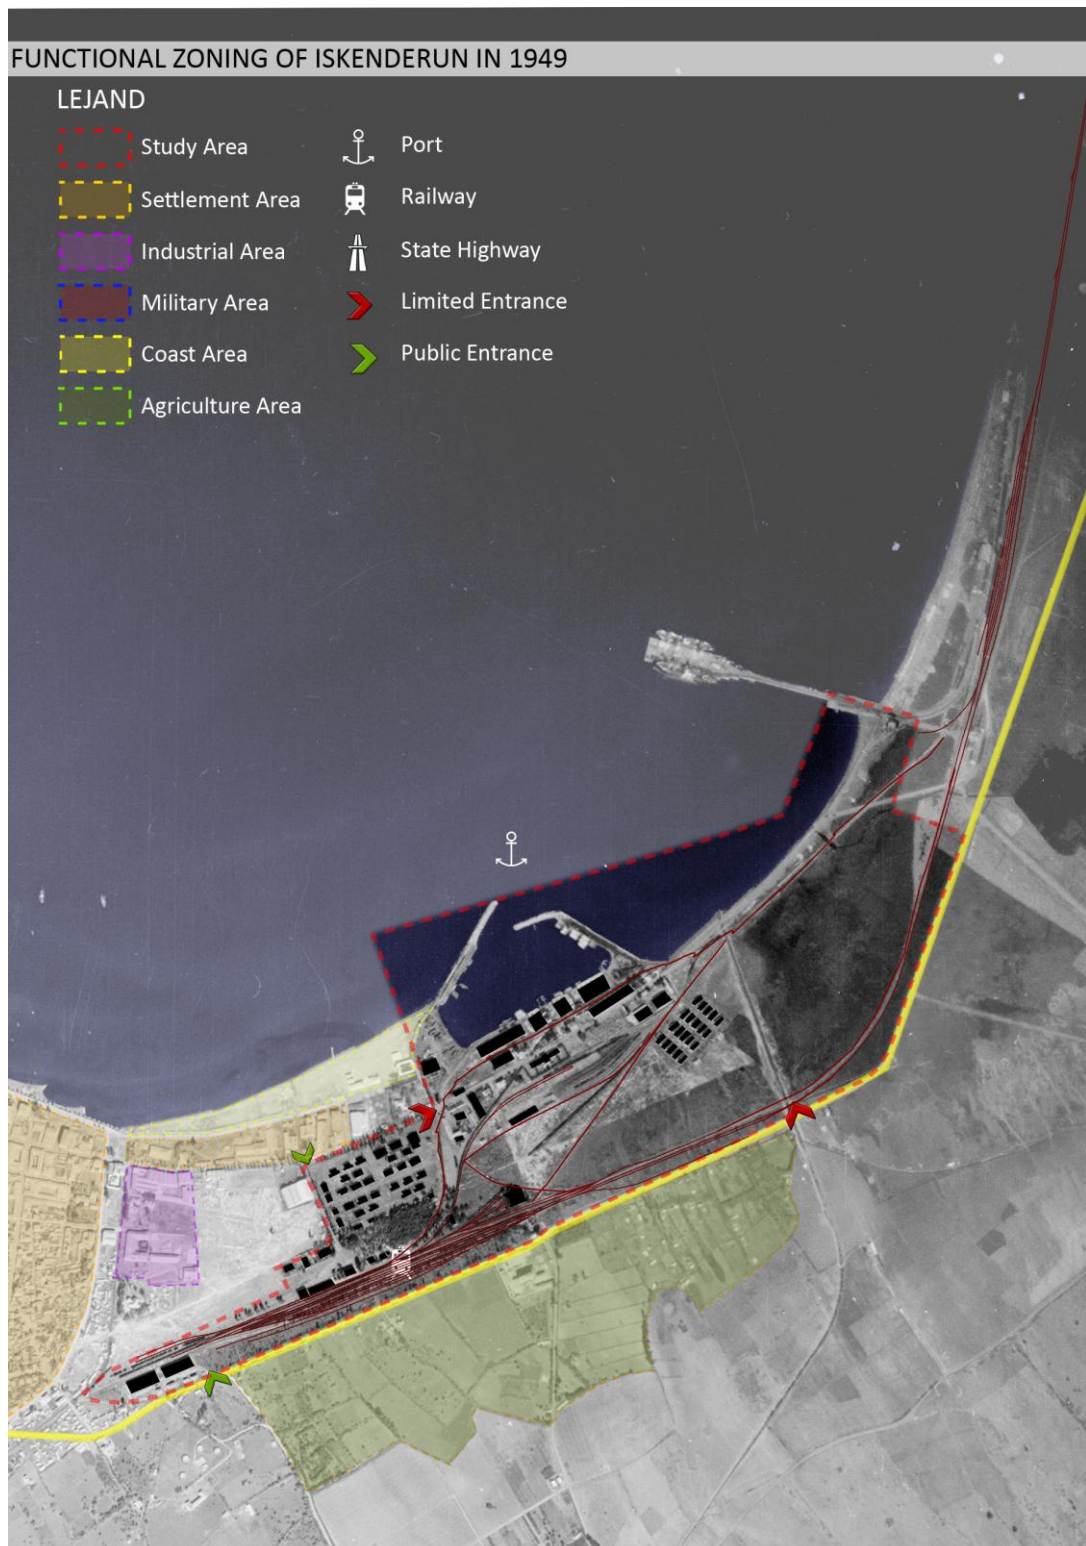 FUNCTIONAL ZONING OF ISKENDERUN IN 1949
LEJAND
Study Area
Settlement Area
Industrial Area
Military Area
Coast Area
Agriculture Area
Port
Railway
State Highway
Limited Entrance
Public Entrance